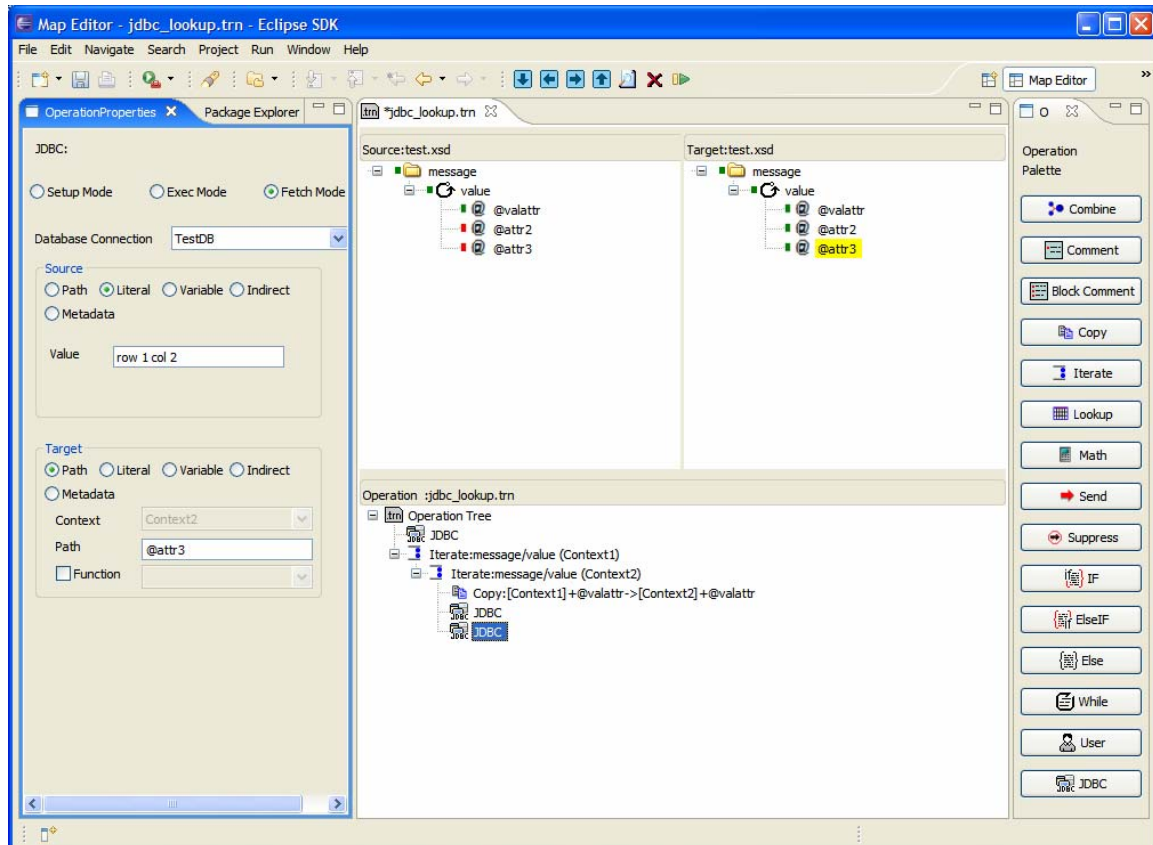 Map Editor - jdbc_lookup.trn - Eclipse SDK
File Edit Navigate Search Project Run Window Help
Map Editor
»
OperationProperties
Package Explorer
JDBC:
Setup Mode Exec Mode Fetch Mode
Database Connection TestDB
Source
Path Literal Variable Indirect
Metadata
Value row 1 col 2
Target
Path Literal Variable Indirect
Metadata
Context Context2
Path @attr3
Function
*jdbc_lookup.trn
Source:test.xsd
message
value
@valattr
@attr2
@attr3
Target:test.xsd
message
value
@valattr
@attr2
@attr3
Operation :jdbc_lookup.trn
.trn Operation Tree
JDBC
Iterate:message/value (Context1)
Iterate:message/value (Context2)
Copy:[Context1]+@valattr->[Context2]+@valattr
JDBC
JDBC
O
Operation
Palette
Combine
Comment
Block Comment
Copy
Iterate
Lookup
Math
Send
Suppress
IF
ElseIF
Else
While
User
JDBC